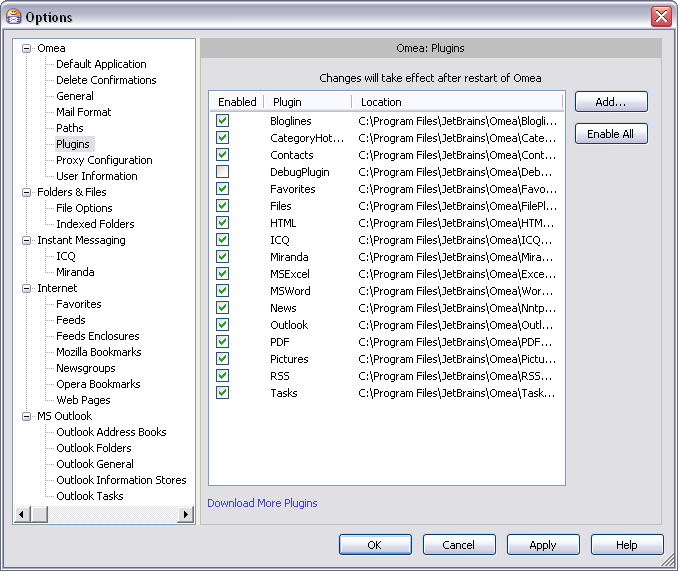 Options
Omea
Default Application
Delete Confirmations
General
Mail Format
Paths
Plugins
Proxy Configuration
User Information
Folders & Files
File Options
Indexed Folders
Instant Messaging
ICQ
Miranda
Internet
Favorites
Feeds
Feeds Enclosures
Mozilla Bookmarks
Newsgroups
Opera Bookmarks
Web Pages
MS Outlook
Outlook Address Books
Outlook Folders
Outlook General
Outlook Information Stores
Outlook Tasks
Omea: Plugins
Changes will take effect after restart of Omea
Enabled Plugin Location
Bloglines C:\Program Files\JetBrains\Omea\Blogli...
CategoryHot... C:\Program Files\JetBrains\Omea\Cate...
Contacts C:\Program Files\JetBrains\Omea\Cont...
DebugPlugin C:\Program Files\JetBrains\Omea\Deb...
Favorites C:\Program Files\JetBrains\Omea\Favo...
Files C:\Program Files\JetBrains\Omea\FilePl...
HTML C:\Program Files\JetBrains\Omea\HTM...
ICQ C:\Program Files\JetBrains\Omea\ICQ...
Miranda C:\Program Files\JetBrains\Omea\Mira...
MSExcel C:\Program Files\JetBrains\Omea\Exce...
MSWord C:\Program Files\JetBrains\Omea\Wor...
News C:\Program Files\JetBrains\Omea\Nntp...
Outlook C:\Program Files\JetBrains\Omea\Outl...
PDF C:\Program Files\JetBrains\Omea\PDF...
Pictures C:\Program Files\JetBrains\Omea\Pictu...
RSS C:\Program Files\JetBrains\Omea\RSS...
Tasks C:\Program Files\JetBrains\Omea\Task...
Add...
Enable All
Download More Plugins
OK
Cancel
Apply
Help